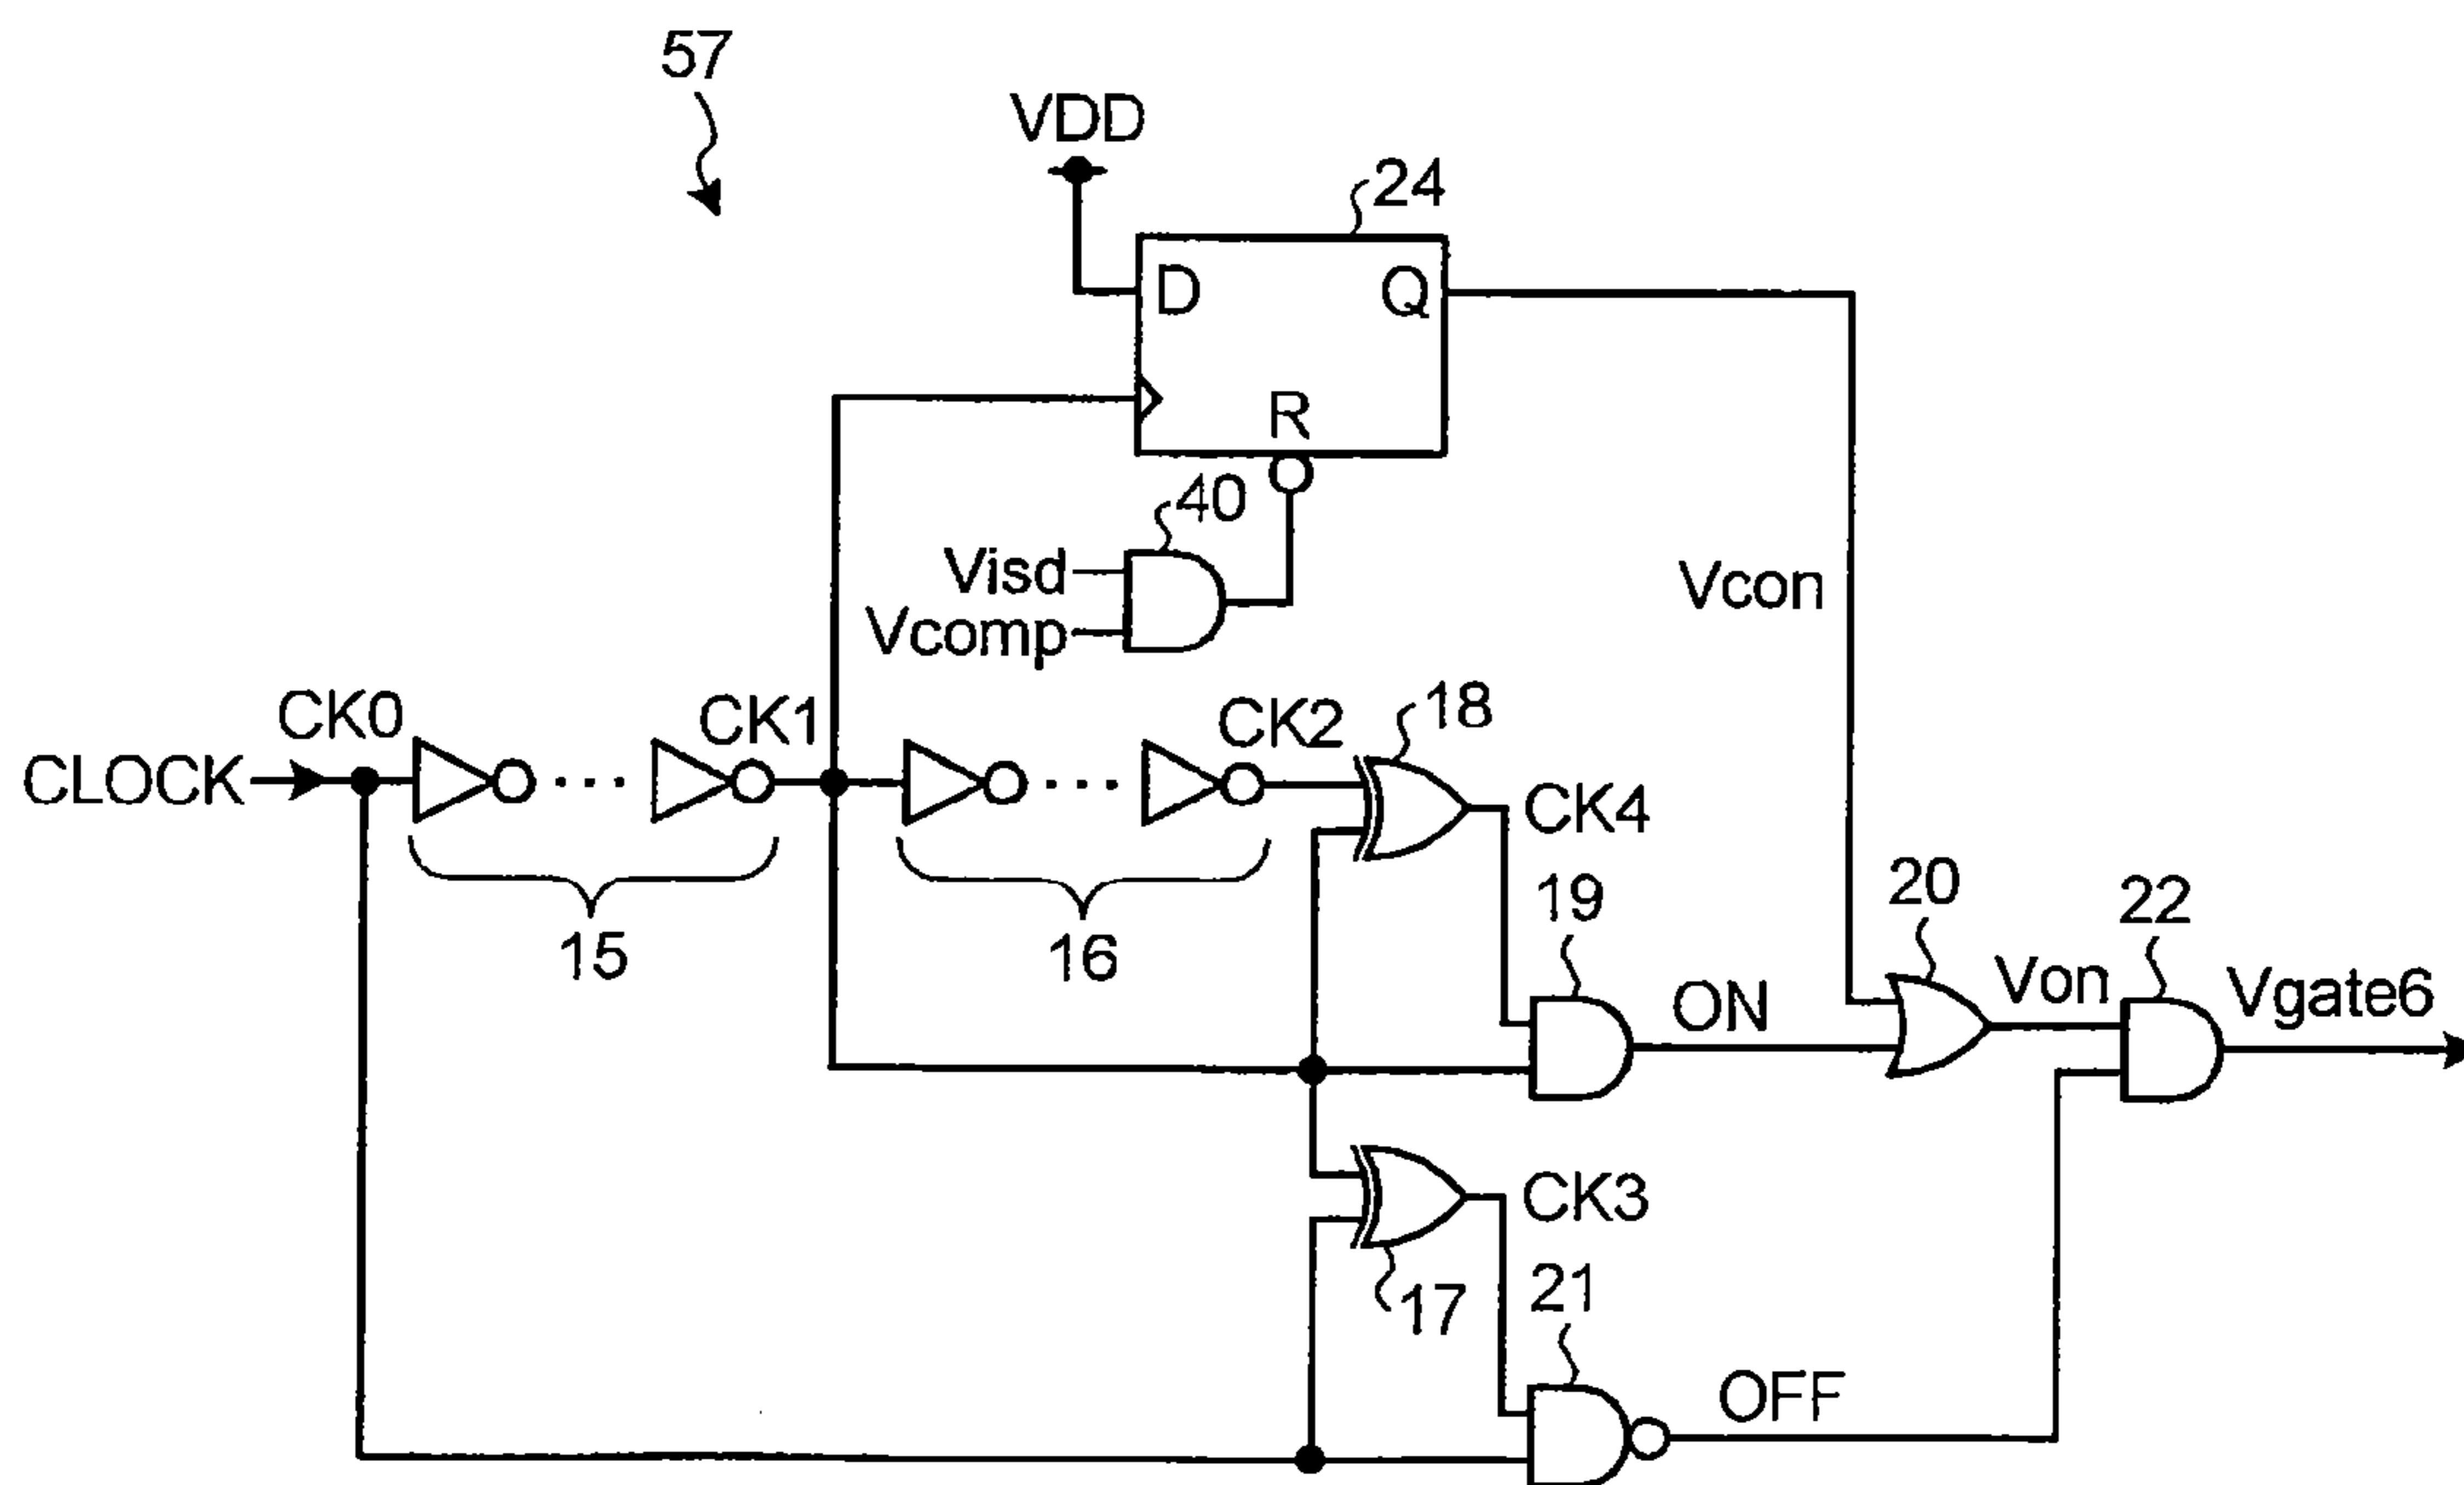 57
VDD
24
D
Q
R
40
Visd
Vcomp
Vcon
CK0
CK1
CK2
18
CLOCK
CK4
15
16
19
20
22
ON
Von
Vgate6
CK3
17
21
OFF